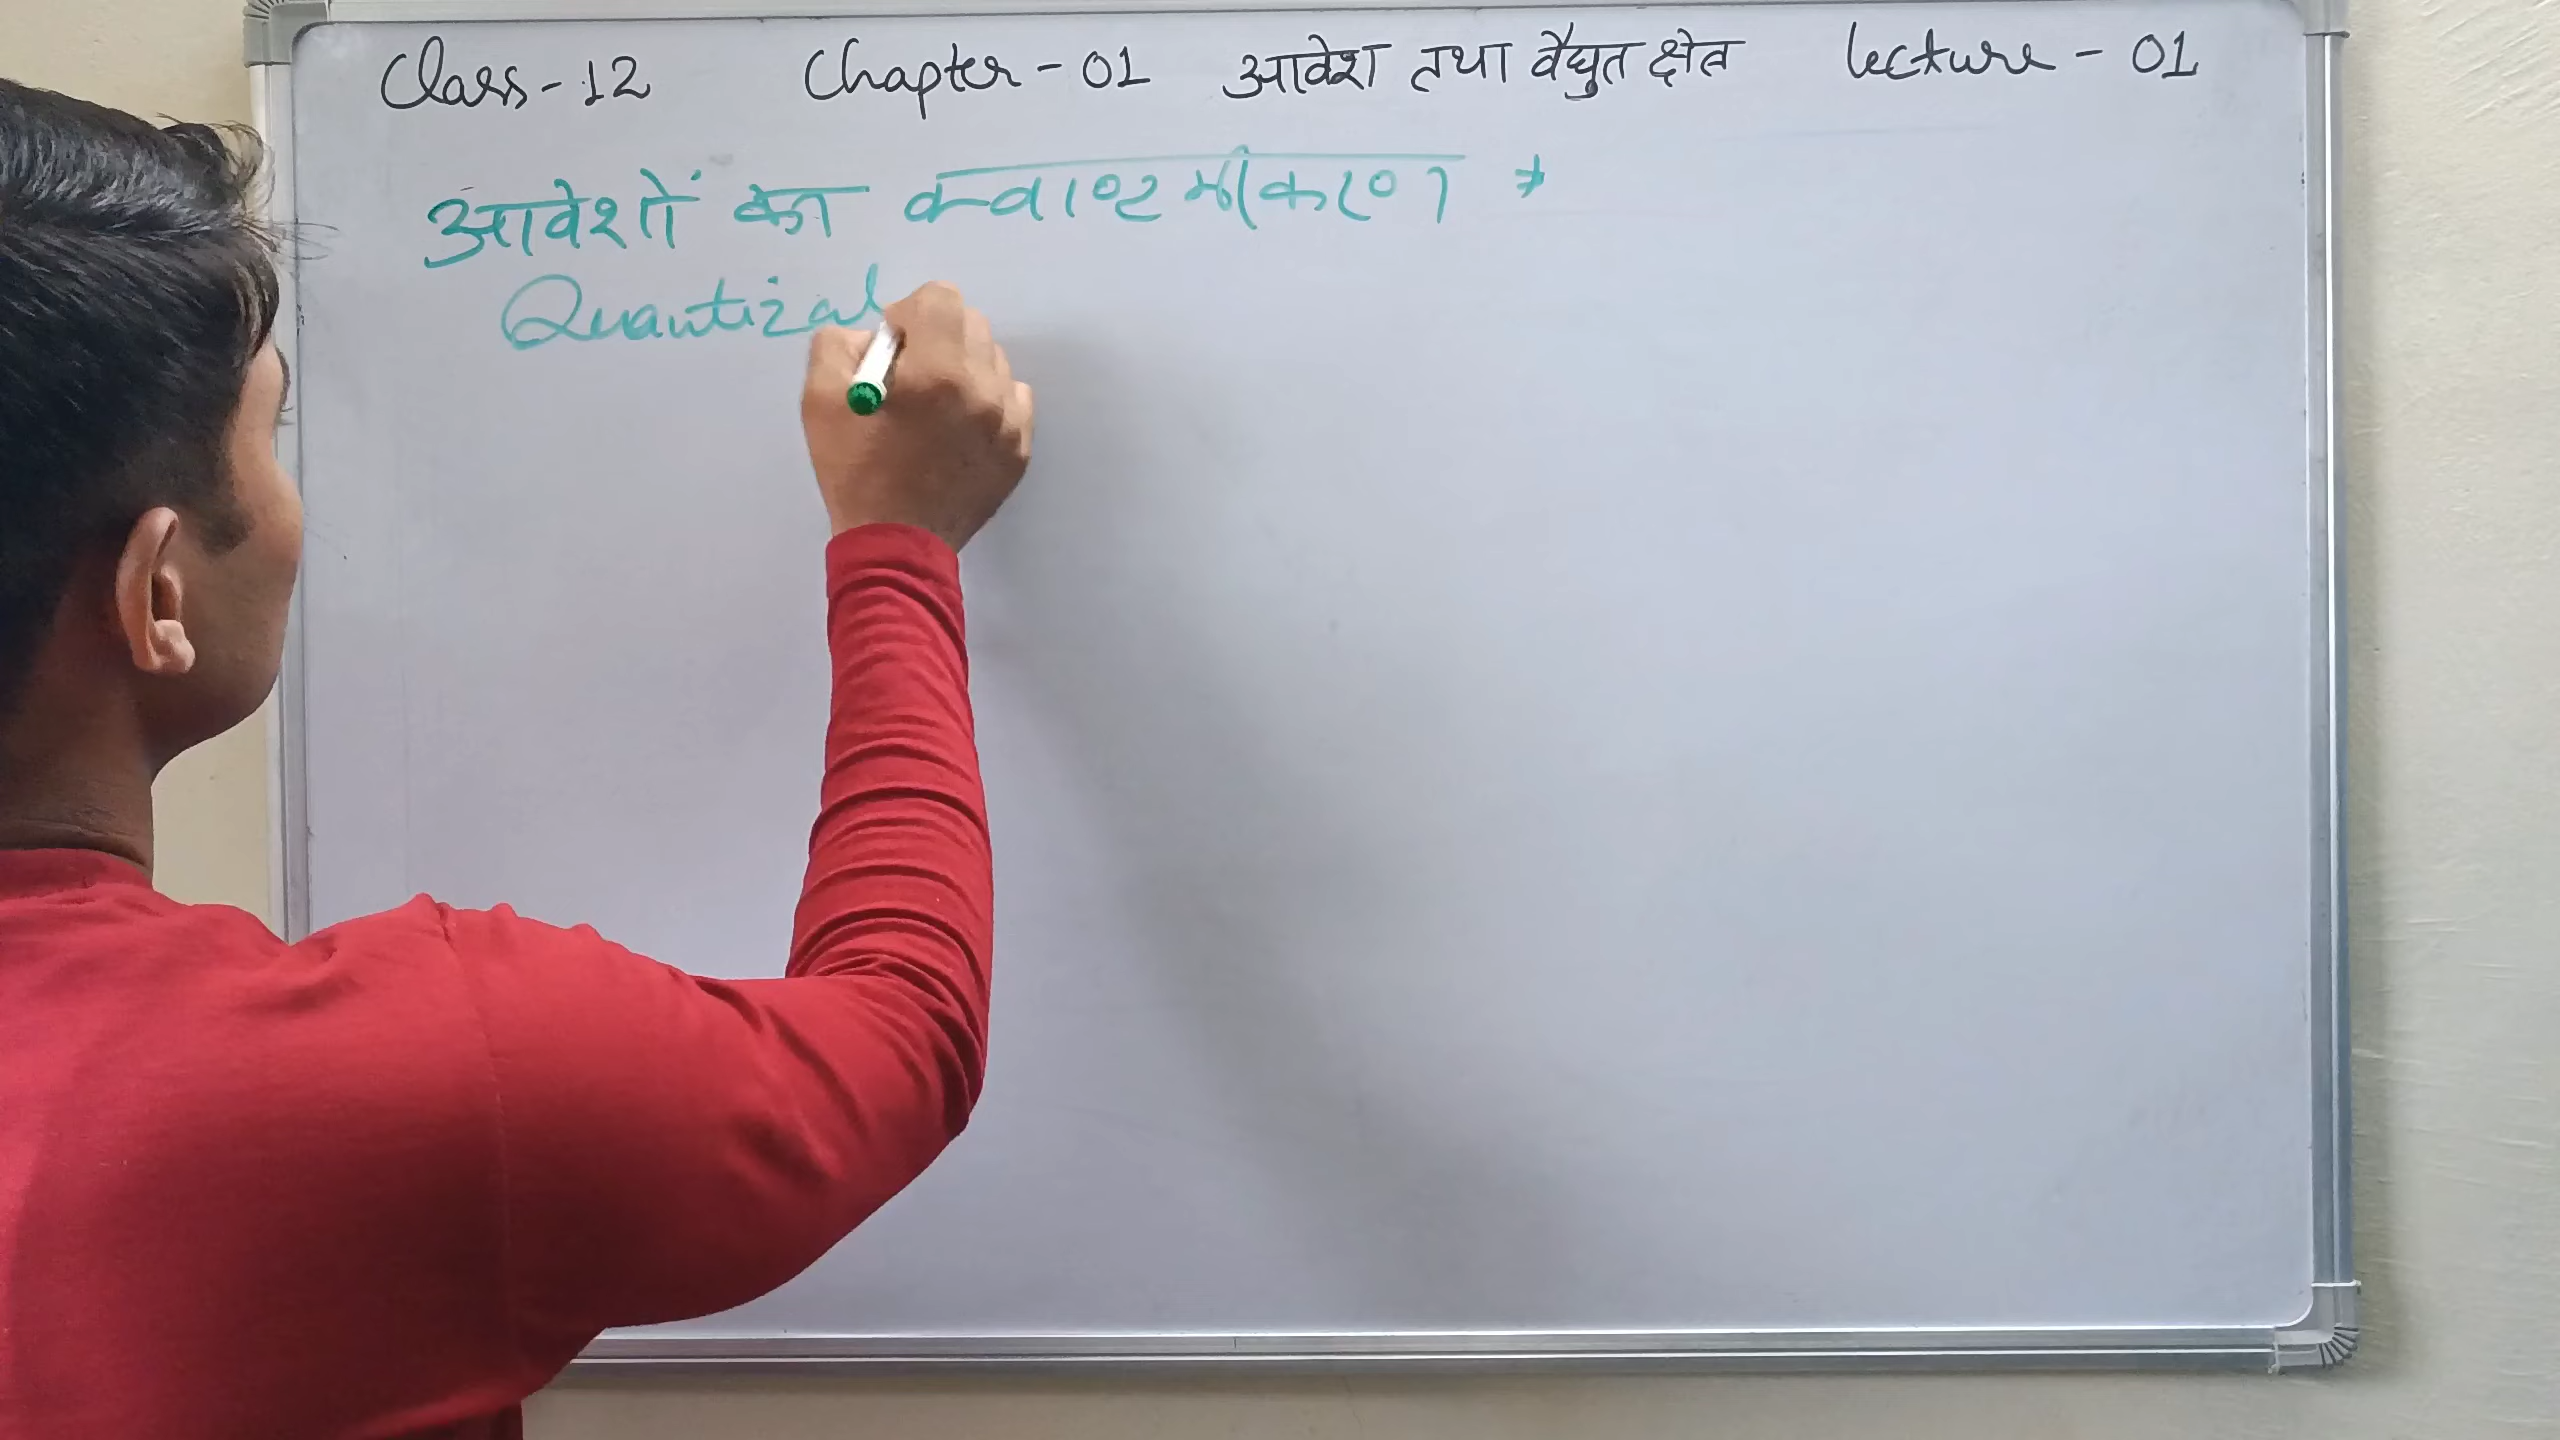 Class - 12 Chapter - 01 आवेश तथा वैद्युत क्षेत्र lecture - 01
आवेशों का क्वाण्टमीकरण →
Quantizat